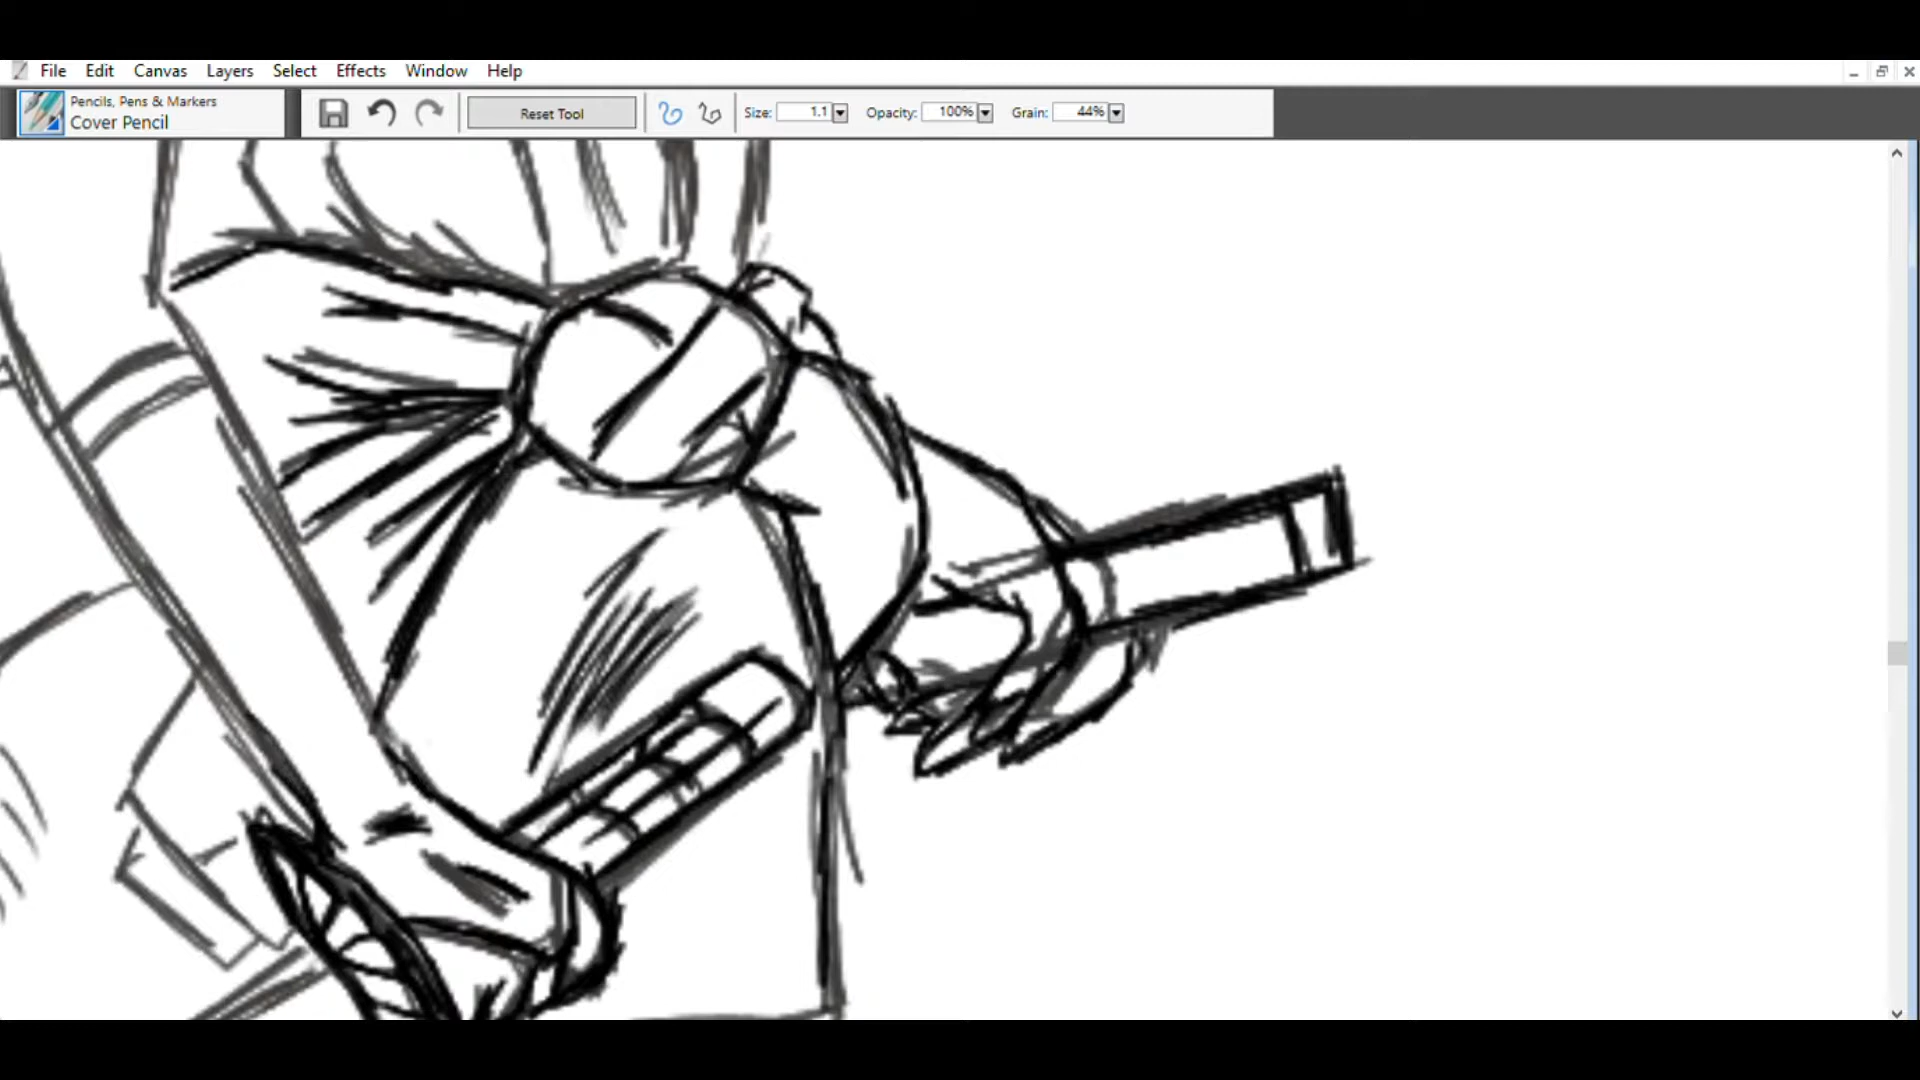 File Edit Canvas Layers Select Effects Window Help
Pencils, Pens & Markers
Cover Pencil
Reset Tool Size: 1.1 Opacity: 100% Grain: 44%